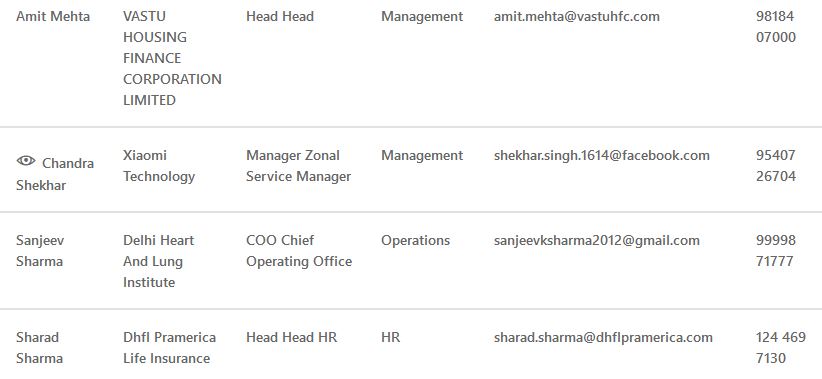 Amit Mehta VASTU Head Head Management amit.mehta@vastuhfc.com 98184
HOUSING 07000
FINANCE
CORPORATION
LIMITED
Chandra Xiaomi Manager Zonal Management shekhar.singh.1614@facebook.com 95407
Shekhar Technology Service Manager 26704
Sanjeev Delhi Heart COO Chief Operations sanjeevksharma2012@gmail.com 99998
Sharma And Lung Operating Office 71777
Institute
Sharad Dhfl Pramerica Head Head HR HR sharad.sharma@dhflpramerica.com 124 469
Sharma Life Insurance 7130